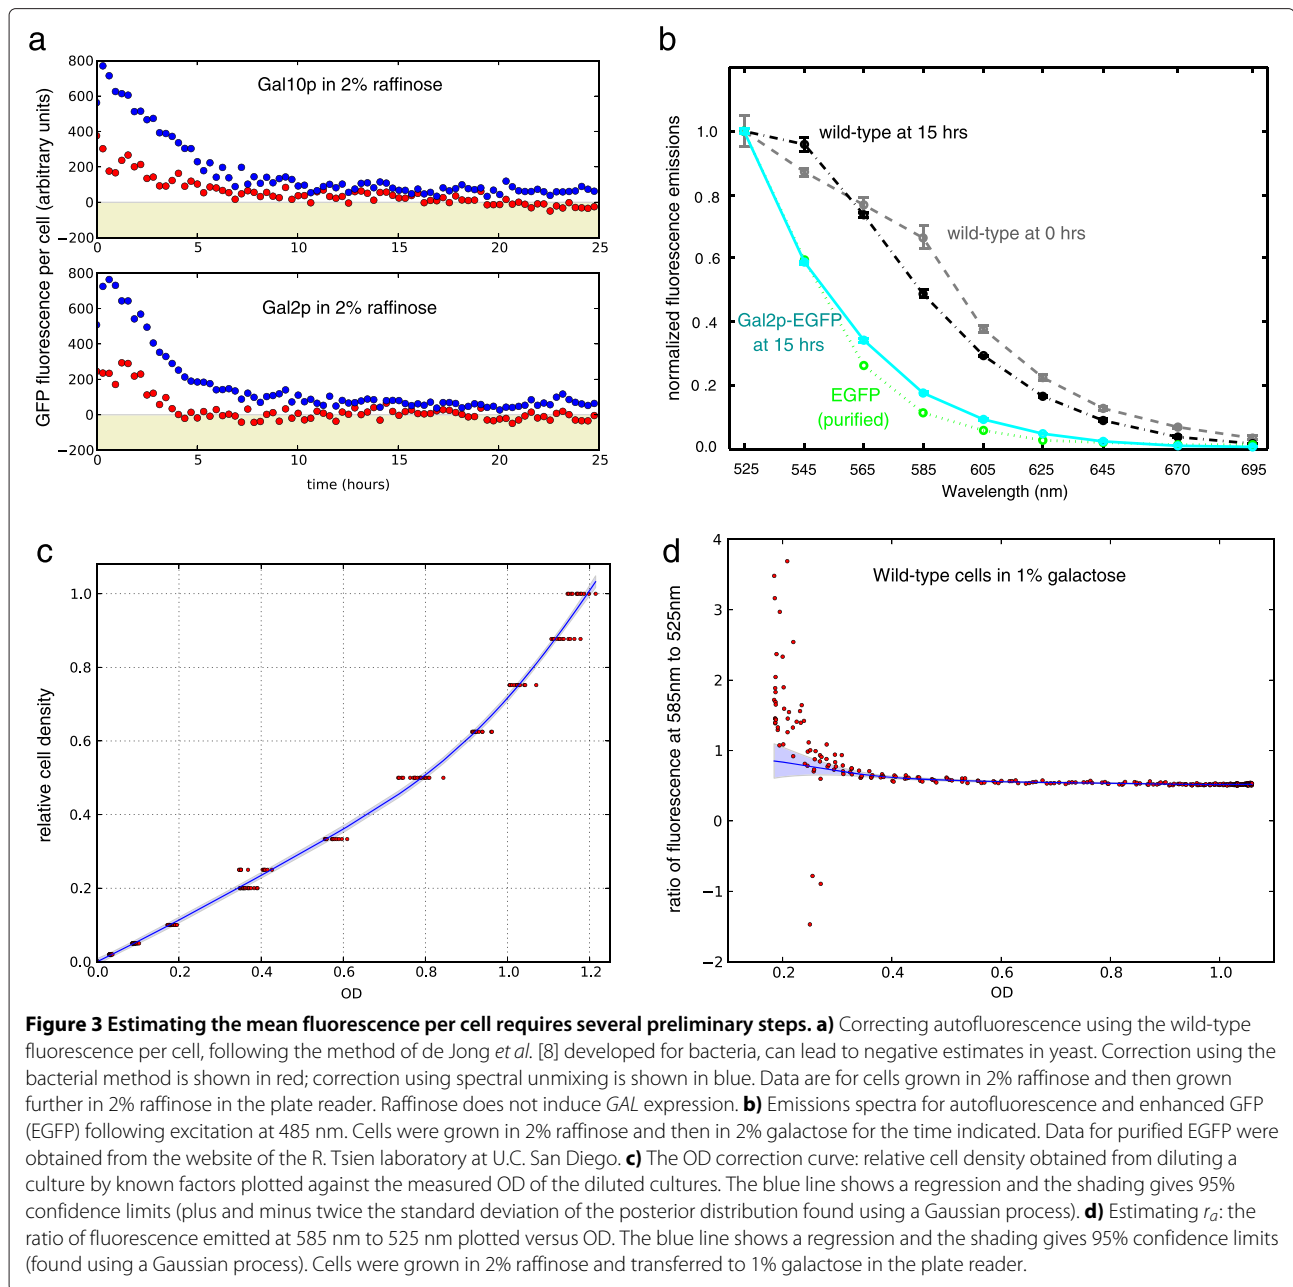 a
GFP fluorescence per cell (arbitrary units)
800
600
400
200
0
−200
Gal10p in 2% raffinose
0 5 10 15 20 25
800
600
400
200
0
−200
Gal2p in 2% raffinose
0 5 10 15 20 25
time (hours)
b
normalized fluorescence emissions
1.0
0.8
0.6
0.4
0.2
0.0
wild-type at 15 hrs
wild-type at 0 hrs
Gal2p-EGFP
at 15 hrs
EGFP
(purified)
525 545 565 585 605 625 645 670 695
Wavelength (nm)
c
relative cell density
1.0
0.8
0.6
0.4
0.2
0.0
0.0 0.2 0.4 0.6 0.8 1.0 1.2
OD
d
ratio of fluorescence at 585nm to 525nm
4
3
2
1
0
−1
−2
Wild-type cells in 1% galactose
0.2 0.4 0.6 0.8 1.0
OD
Figure 3 Estimating the mean fluorescence per cell requires several preliminary steps. a) Correcting autofluorescence using the wild-type
fluorescence per cell, following the method of de Jong et al. [8] developed for bacteria, can lead to negative estimates in yeast. Correction using the
bacterial method is shown in red; correction using spectral unmixing is shown in blue. Data are for cells grown in 2% raffinose and then grown
further in 2% raffinose in the plate reader. Raffinose does not induce GAL expression. b) Emissions spectra for autofluorescence and enhanced GFP
(EGFP) following excitation at 485 nm. Cells were grown in 2% raffinose and then in 2% galactose for the time indicated. Data for purified EGFP were
obtained from the website of the R. Tsien laboratory at U.C. San Diego. c) The OD correction curve: relative cell density obtained from diluting a
culture by known factors plotted against the measured OD of the diluted cultures. The blue line shows a regression and the shading gives 95%
confidence limits (plus and minus twice the standard deviation of the posterior distribution found using a Gaussian process). d) Estimating ra: the
ratio of fluorescence emitted at 585 nm to 525 nm plotted versus OD. The blue line shows a regression and the shading gives 95% confidence limits
(found using a Gaussian process). Cells were grown in 2% raffinose and transferred to 1% galactose in the plate reader.